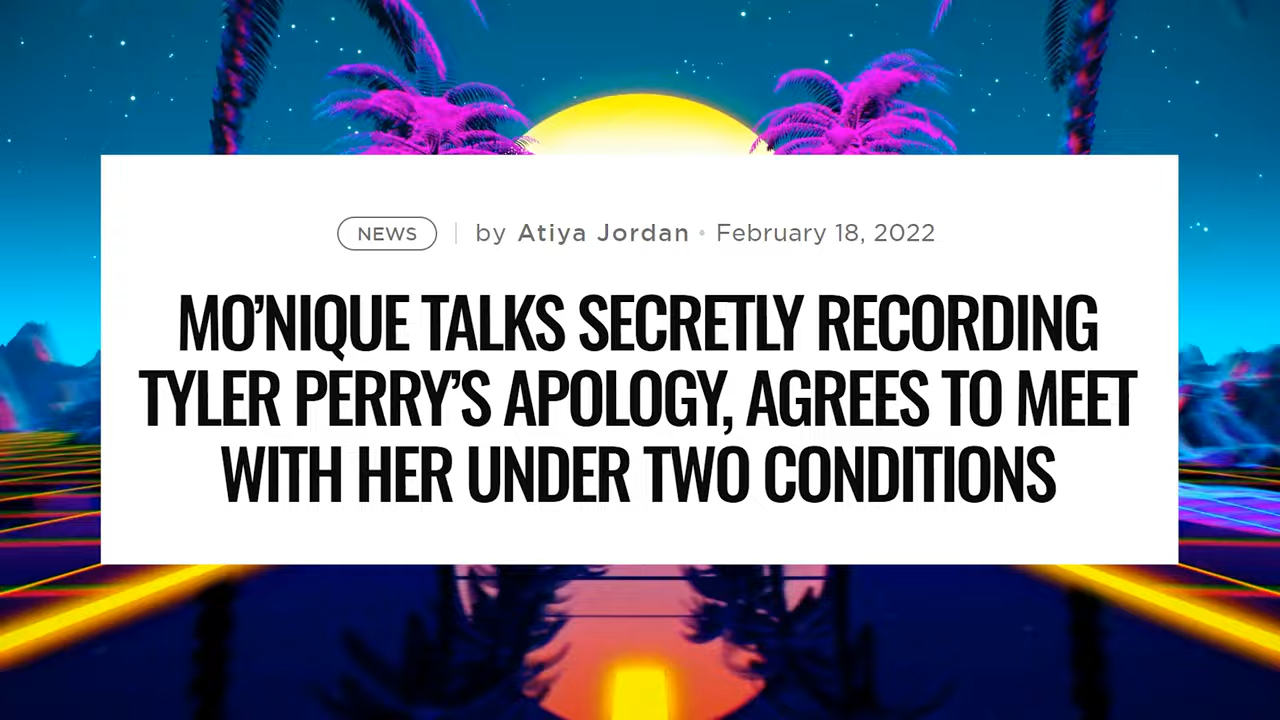 NEWS | by Atiya Jordan • February 18, 2022
MO’NIQUE TALKS SECRETLY RECORDING
TYLER PERRY’S APOLOGY, AGREES TO MEET
WITH HER UNDER TWO CONDITIONS